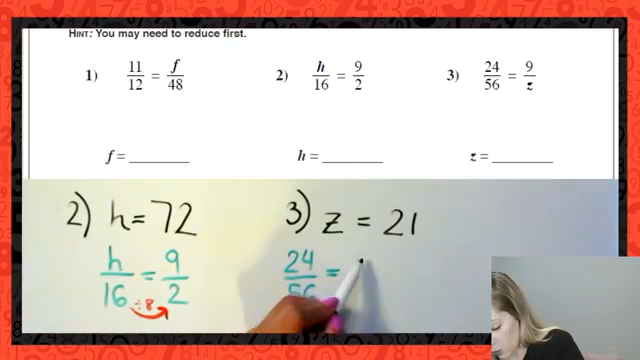 HINT: You may need to reduce first.
1) 11/12 = f/48 2) h/16 = 9/2 3) 24/56 = 9/z
f = ________ h = ________ z = ________
2) h = 72 3) z = 21
h/16 = 9/2 24/56 =
÷8